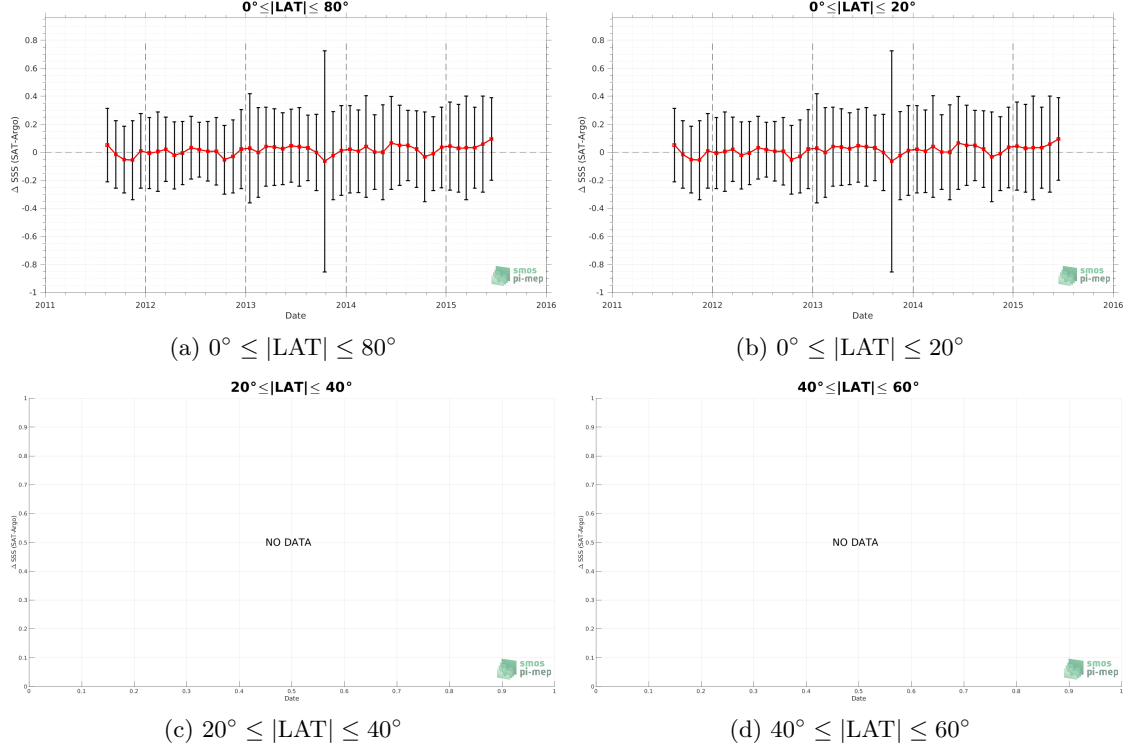 0°≤|LAT|≤ 80°
Δ SSS (SAT-Argo)
0.8
0.6
0.4
0.2
0
-0.2
-0.4
-0.6
-0.8
-1
2011 2012 2013 2014 2015 2016
Date
smos
pi-mep
(a) 0° ≤ |LAT| ≤ 80°
0°≤|LAT|≤ 20°
Δ SSS (SAT-Argo)
0.8
0.6
0.4
0.2
0
-0.2
-0.4
-0.6
-0.8
-1
2011 2012 2013 2014 2015 2016
Date
smos
pi-mep
(b) 0° ≤ |LAT| ≤ 20°
20°≤|LAT|≤ 40°
Δ SSS (SAT-Argo)
1
0.9
0.8
0.7
0.6
0.5
0.4
0.3
0.2
0.1
0
NO DATA
0 0.1 0.2 0.3 0.4 0.5 0.6 0.7 0.8 0.9 1
Date
smos
pi-mep
(c) 20° ≤ |LAT| ≤ 40°
40°≤|LAT|≤ 60°
Δ SSS (SAT-Argo)
1
0.9
0.8
0.7
0.6
0.5
0.4
0.3
0.2
0.1
0
NO DATA
0 0.1 0.2 0.3 0.4 0.5 0.6 0.7 0.8 0.9 1
Date
smos
pi-mep
(d) 40° ≤ |LAT| ≤ 60°